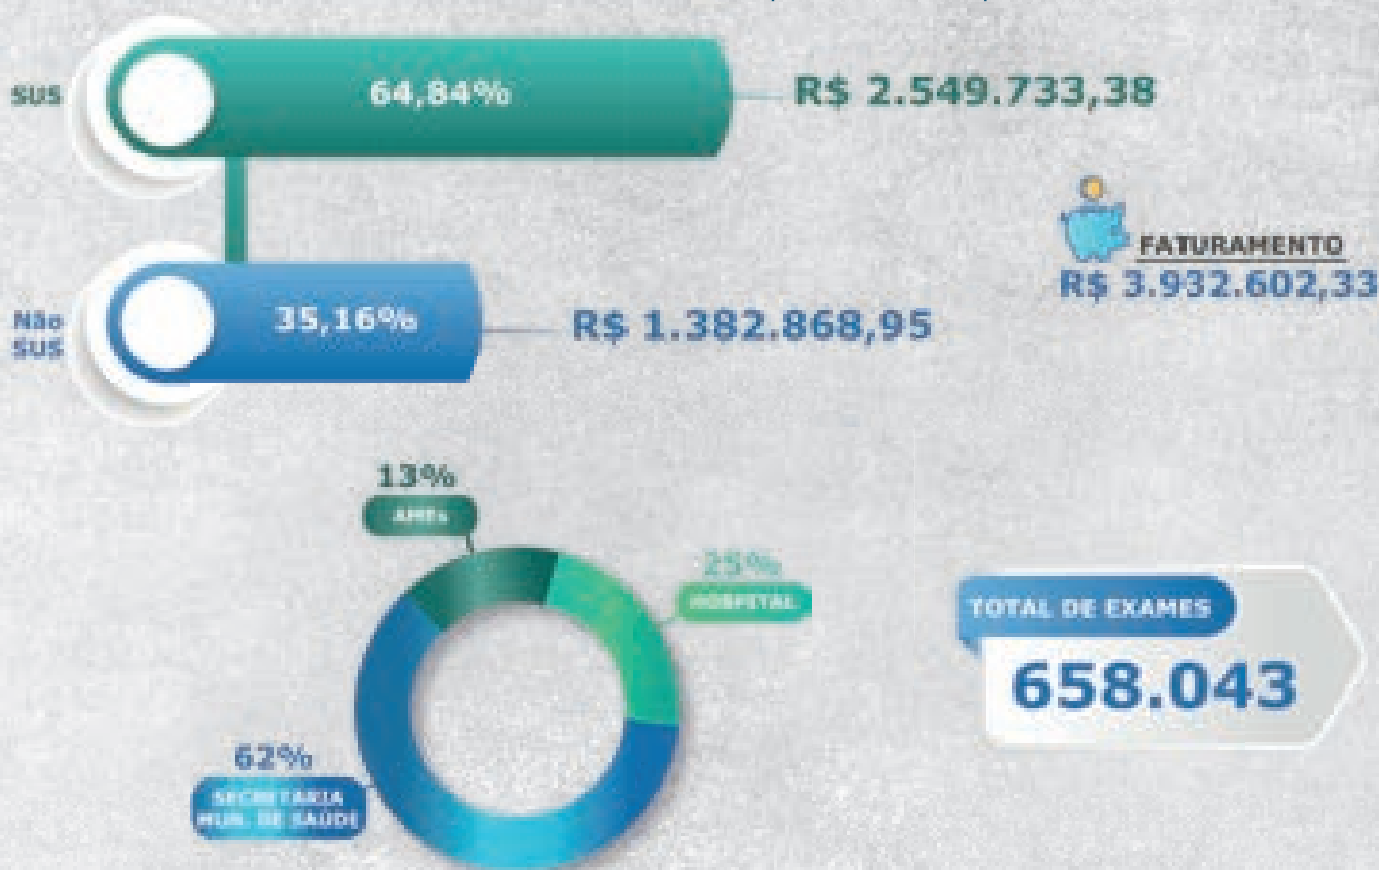 SUS
64,84%
R$ 2.549.733,38
FATURAMENTO
R$ 3.932.602,33
Não
SUS
35,16%
R$ 1.382.868,95
13%
AMEs
25%
HOSPITAL
TOTAL DE EXAMES
658.043
62%
SECRETARIA
MUN. DE SAÚDE